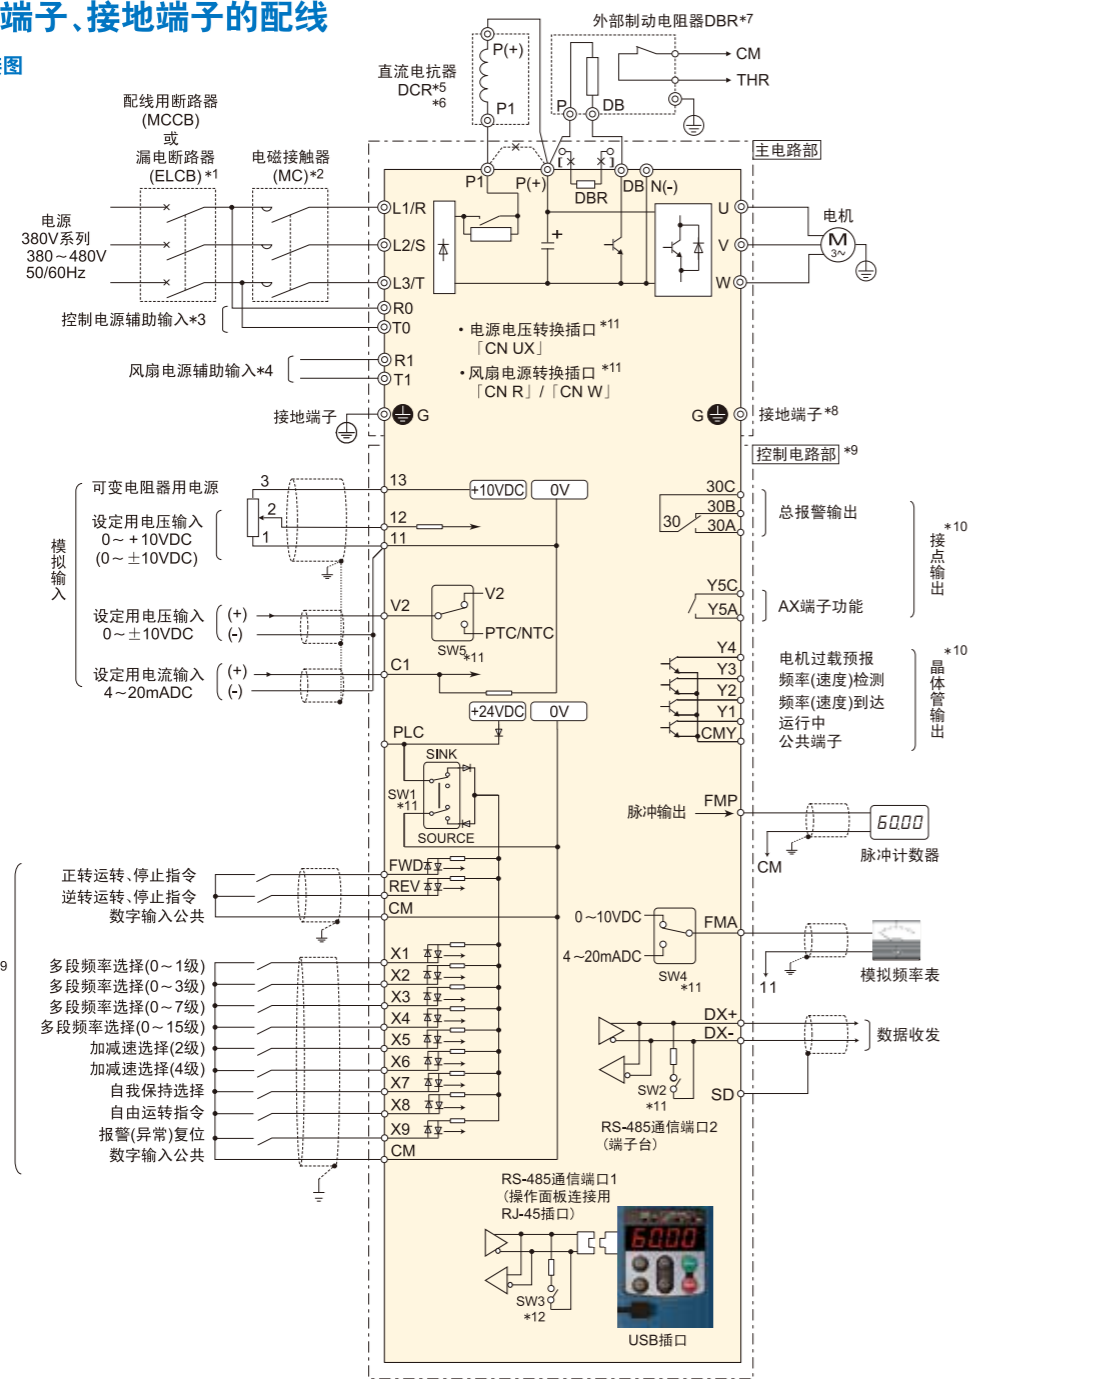 端子、接地端子的配线
图
外部制动电阻器DBR*7
P(+)
CM
直流电抗器
DCR*5
*6
THR
P1
P
DB
配线用断路器
(MCCB)
或
漏电断路器
(ELCB)*1
电磁接触器
(MC)*2
主电路部
P1
P(+)
DBR
DB
N(-)
电源
380V系列
380～480V
50/60Hz
L1/R
L2/S
L3/T
R0
T0
U
V
W
电机
M
3~
控制电源辅助输入*3
・电源电压转换插口 *11
「CN UX」
・风扇电源转换插口 *11
「CN R」/「CN W」
风扇电源辅助输入*4
R1
T1
接地端子
G
G
接地端子*8
控制电路部 *9
模拟输入
可变电阻器用电源
3
13
+10VDC
0V
设定用电压输入
0～+10VDC
(0～±10VDC)
2
1
12
11
30C
30B
30
30A
总报警输出
*10
接点输出
Y5C
Y5A
AX端子功能
设定用电压输入
0～±10VDC
(+)
(-)
V2
V2
PTC/NTC
SW5
*11
设定用电流输入
4～20mADC
(+)
(-)
C1
Y4
Y3
Y2
Y1
CMY
电机过载预报
频率(速度)检测
频率(速度)到达
运行中
公共端子
*10
晶体管输出
+24VDC
0V
PLC
SINK
SW1
*11
SOURCE
脉冲输出
FMP
60.00
脉冲计数器
CM
正转运转、停止指令
逆转运转、停止指令
数字输入公共
FWD
REV
CM
0～10VDC
4～20mADC
SW4
*11
FMA
11
模拟频率表
9
多段频率选择(0～1级)
多段频率选择(0～3级)
多段频率选择(0～7级)
多段频率选择(0～15级)
加减速选择(2级)
加减速选择(4级)
自我保持选择
自由运转指令
报警(异常)复位
数字输入公共
X1
X2
X3
X4
X5
X6
X7
X8
X9
CM
DX+
DX-
数据收发
SW2
*11
SD
RS-485通信端口2
(端子台)
RS-485通信端口1
(操作面板连接用
RJ-45插口)
SW3
*12
60.00
USB插口